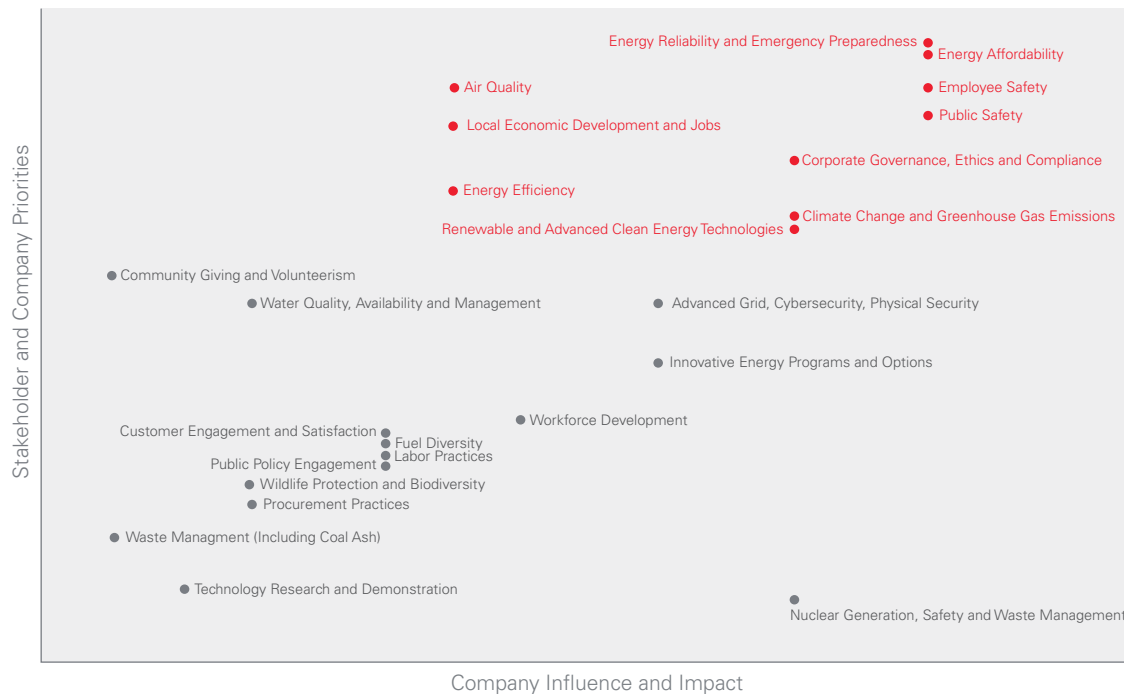 Stakeholder and Company Priorities
Energy Reliability and Emergency Preparedness
Energy Affordability
Air Quality
Employee Safety
Public Safety
Local Economic Development and Jobs
Corporate Governance, Ethics and Compliance
Energy Efficiency
Climate Change and Greenhouse Gas Emissions
Renewable and Advanced Clean Energy Technologies
Community Giving and Volunteerism
Water Quality, Availability and Management
Advanced Grid, Cybersecurity, Physical Security
Innovative Energy Programs and Options
Workforce Development
Customer Engagement and Satisfaction
Fuel Diversity
Labor Practices
Public Policy Engagement
Wildlife Protection and Biodiversity
Procurement Practices
Waste Managment (Including Coal Ash)
Technology Research and Demonstration
Nuclear Generation, Safety and Waste Management
Company Influence and Impact